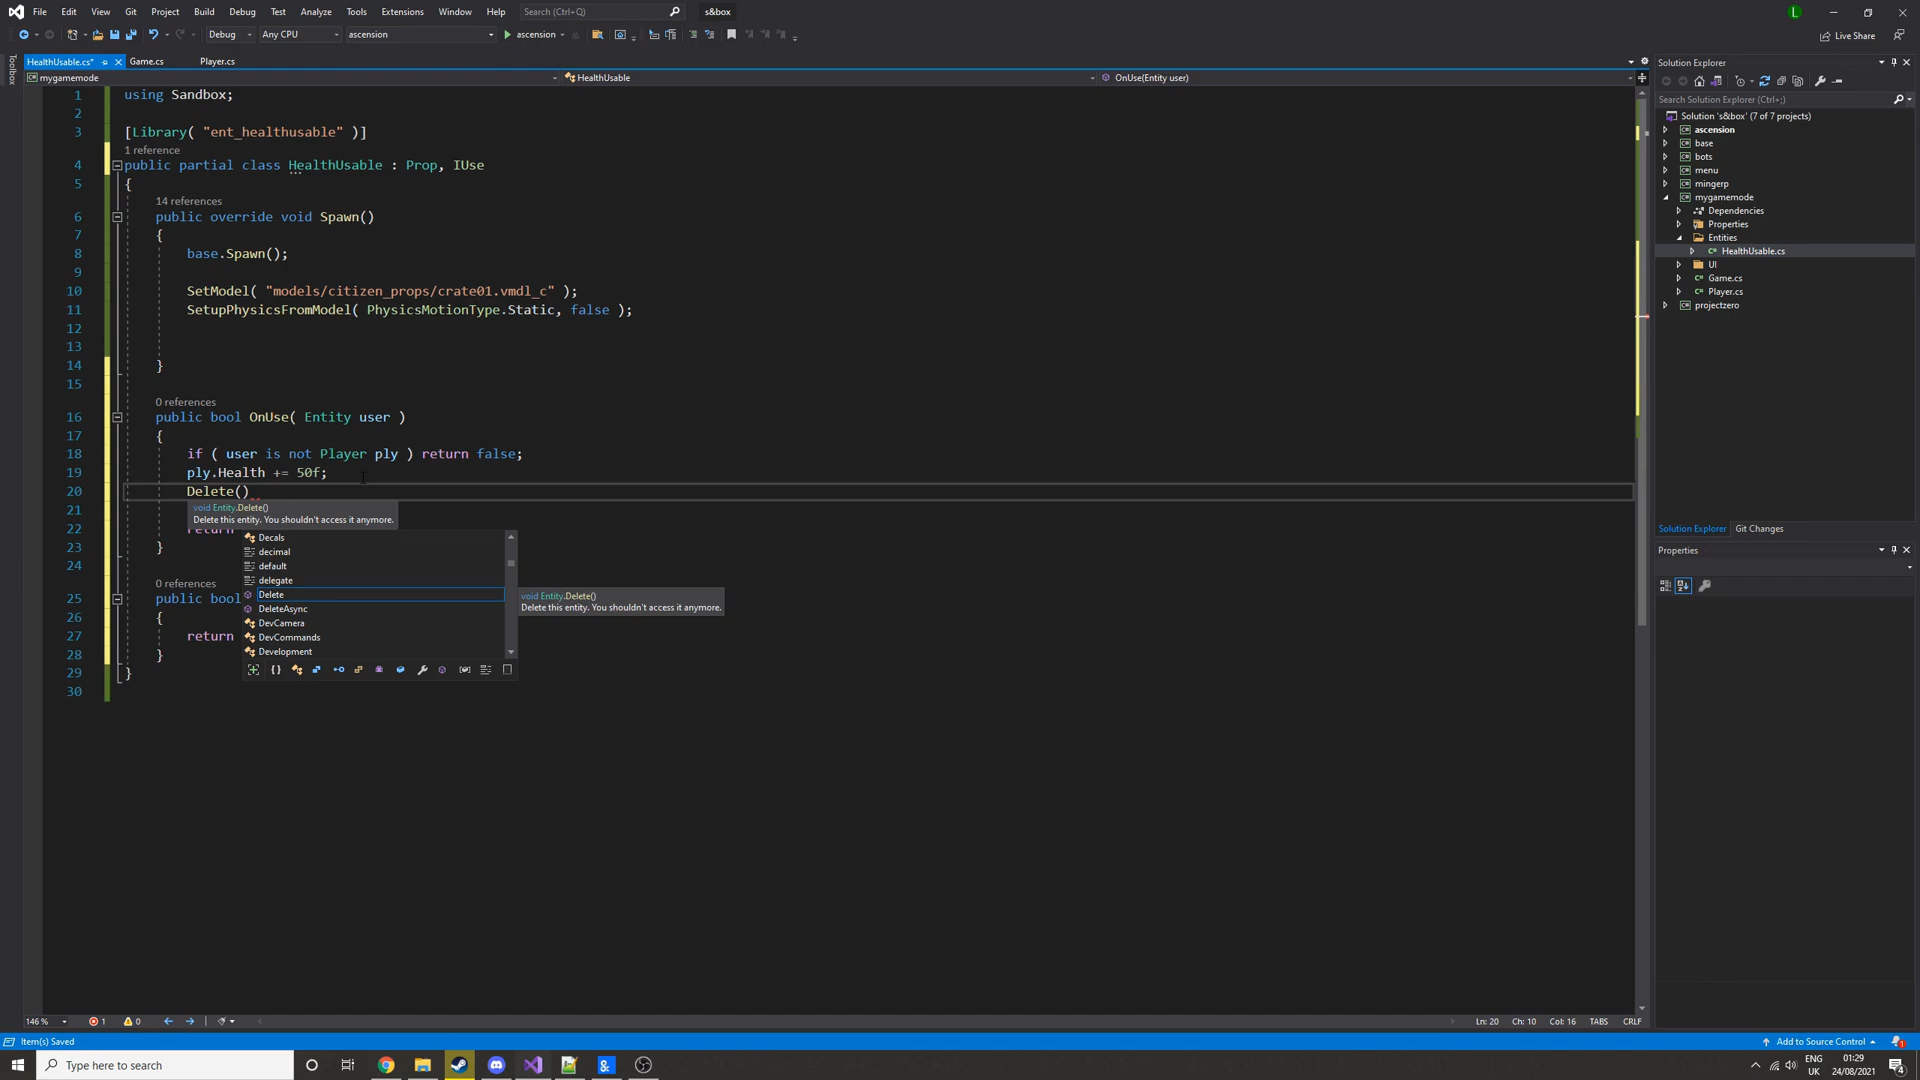 File Edit View Git Project Build Debug Test Analyze Tools Extensions Window Help Search (Ctrl+Q) s&box L
Debug Any CPU ascension ascension Live Share
Toolbox
HealthUsable.cs* Game.cs Player.cs
mygamemode HealthUsable OnUse(Entity user)
1 using Sandbox;
2
3 [Library( "ent_healthusable" )]
1 reference
4 public partial class HealthUsable : Prop, IUse
5 {
14 references
6 public override void Spawn()
7 {
8 base.Spawn();
9
10 SetModel( "models/citizen_props/crate01.vmdl_c" );
11 SetupPhysicsFromModel( PhysicsMotionType.Static, false );
12
13
14 }
15
0 references
16 public bool OnUse( Entity user )
17 {
18 if ( user is not Player ply ) return false;
19 ply.Health += 50f;
20 Delete()
21 void Entity.Delete()
Delete this entity. You shouldn't access it anymore.
22 return
23 }
24
0 references
25 public bool
26 {
27 return
28 }
29 }
30
Decals
decimal
default
delegate
Delete
DeleteAsync
DevCamera
DevCommands
Development
void Entity.Delete()
Delete this entity. You shouldn't access it anymore.
Solution Explorer
Search Solution Explorer (Ctrl+;)
Solution 's&box' (7 of 7 projects)
ascension
base
bots
menu
mingerp
mygamemode
Dependencies
Properties
Entities
HealthUsable.cs
UI
Game.cs
Player.cs
projectzero
Solution Explorer Git Changes
Properties
146 % 1 0 Ln: 20 Ch: 10 Col: 16 TABS CRLF
Item(s) Saved Add to Source Control 1
Type here to search ENG UK 01:29 24/08/2021 4